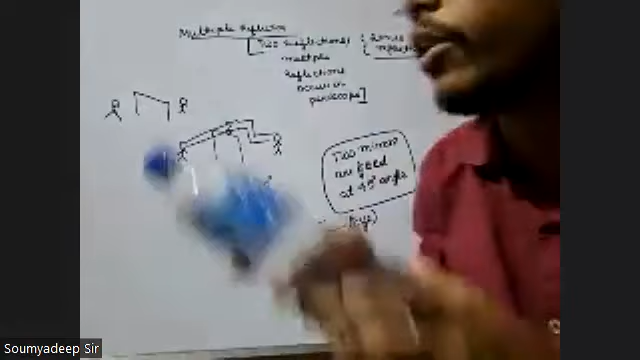 Multiple Reflection
[Two reflections/
multiple
reflections
occurs in
periscope]
Two mirrors
are fixed
at 45° angle
Soumyadeep Sir